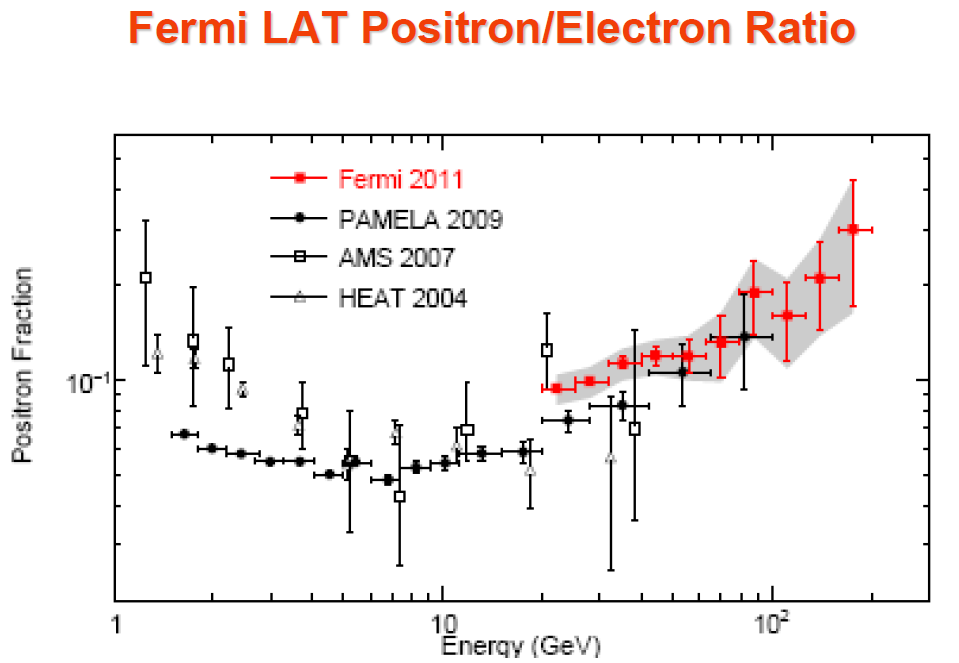 Fermi LAT Positron/Electron Ratio
Fermi 2011
PAMELA 2009
AMS 2007
HEAT 2004
Positron Fraction
10⁻¹
1
10
10²
Energy (GeV)